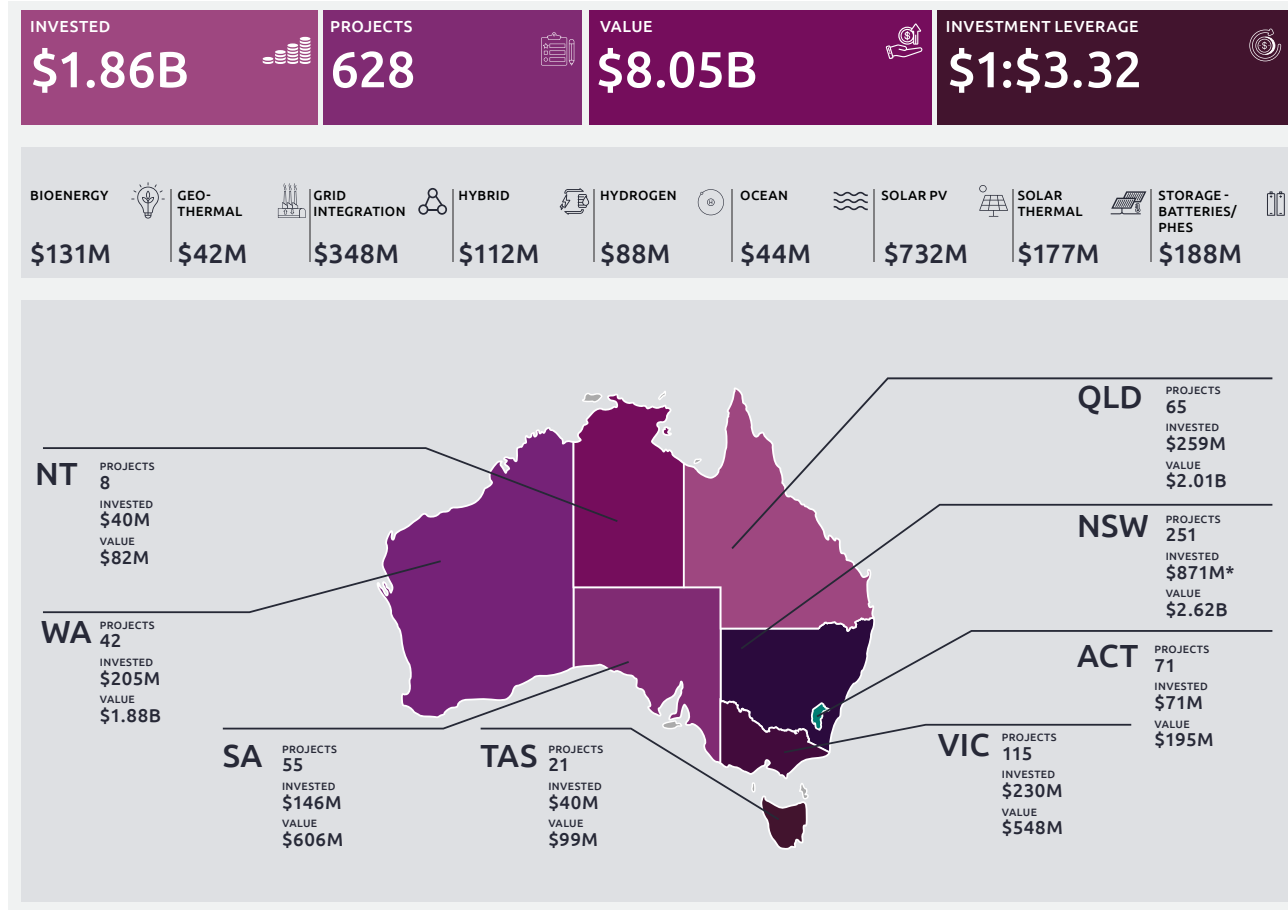 INVESTED
$1.86B
PROJECTS
628
VALUE
$8.05B
INVESTMENT LEVERAGE
$1:$3.32
BIOENERGY
$131M
GEO-
THERMAL
$42M
GRID
INTEGRATION
$348M
HYBRID
$112M
HYDROGEN
$88M
H
OCEAN
$44M
SOLAR PV
$732M
SOLAR
THERMAL
$177M
STORAGE -
BATTERIES/
PHES
$188M
QLD
PROJECTS
65
INVESTED
$259M
VALUE
$2.01B
NT
PROJECTS
8
INVESTED
$40M
VALUE
$82M
NSW
PROJECTS
251
INVESTED
$871M*
VALUE
$2.62B
WA
PROJECTS
42
INVESTED
$205M
VALUE
$1.88B
ACT
PROJECTS
71
INVESTED
$71M
VALUE
$195M
SA
PROJECTS
55
INVESTED
$146M
VALUE
$606M
TAS
PROJECTS
21
INVESTED
$40M
VALUE
$99M
VIC
PROJECTS
115
INVESTED
$230M
VALUE
$548M